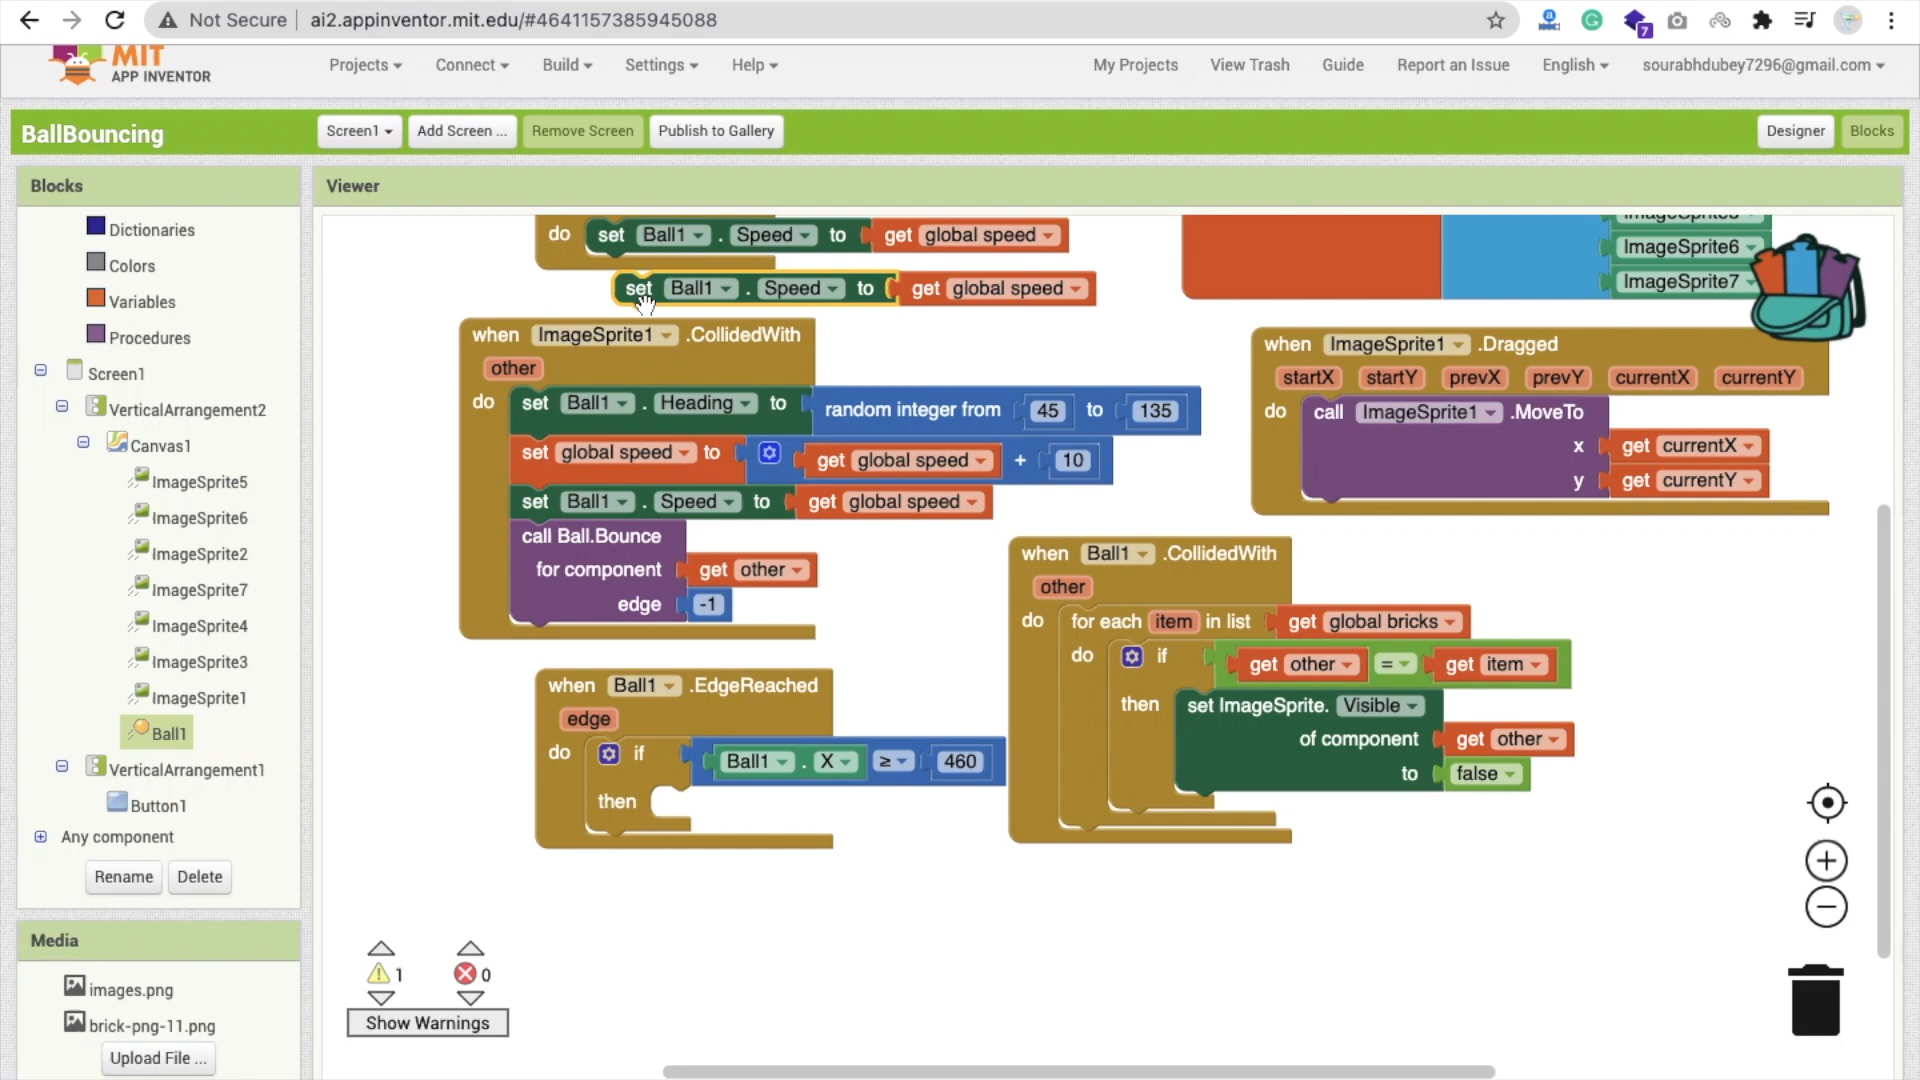 Not Secure ai2.appinventor.mit.edu/#4641157385945088
7
MIT
APP INVENTOR
Projects Connect Build Settings Help My Projects View Trash Guide Report an Issue English sourabhdubey7296@gmail.com
BallBouncing Screen1 Add Screen ... Remove Screen Publish to Gallery Designer Blocks
Blocks
Viewer
Dictionaries
Colors
Variables
Procedures
Screen1
VerticalArrangement2
Canvas1
ImageSprite5
ImageSprite6
ImageSprite2
ImageSprite7
ImageSprite4
ImageSprite3
ImageSprite1
Ball1
VerticalArrangement1
Button1
Any component
Rename Delete
Media
images.png
brick-png-11.png
Upload File ...
do set Ball1 . Speed to get global speed
set Ball1 . Speed to get global speed
ImageSprite6
ImageSprite7
when ImageSprite1 .CollidedWith
other
do set Ball1 . Heading to random integer from 45 to 135
set global speed to get global speed + 10
set Ball1 . Speed to get global speed
call Ball.Bounce
for component get other
edge -1
when ImageSprite1 .Dragged
startX startY prevX prevY currentX currentY
do call ImageSprite1 .MoveTo
x get currentX
y get currentY
when Ball1 .CollidedWith
other
do for each item in list get global bricks
do if get other = get item
then set ImageSprite. Visible
of component get other
to false
when Ball1 .EdgeReached
edge
do if Ball1 . X ≥ 460
then
1 0
Show Warnings